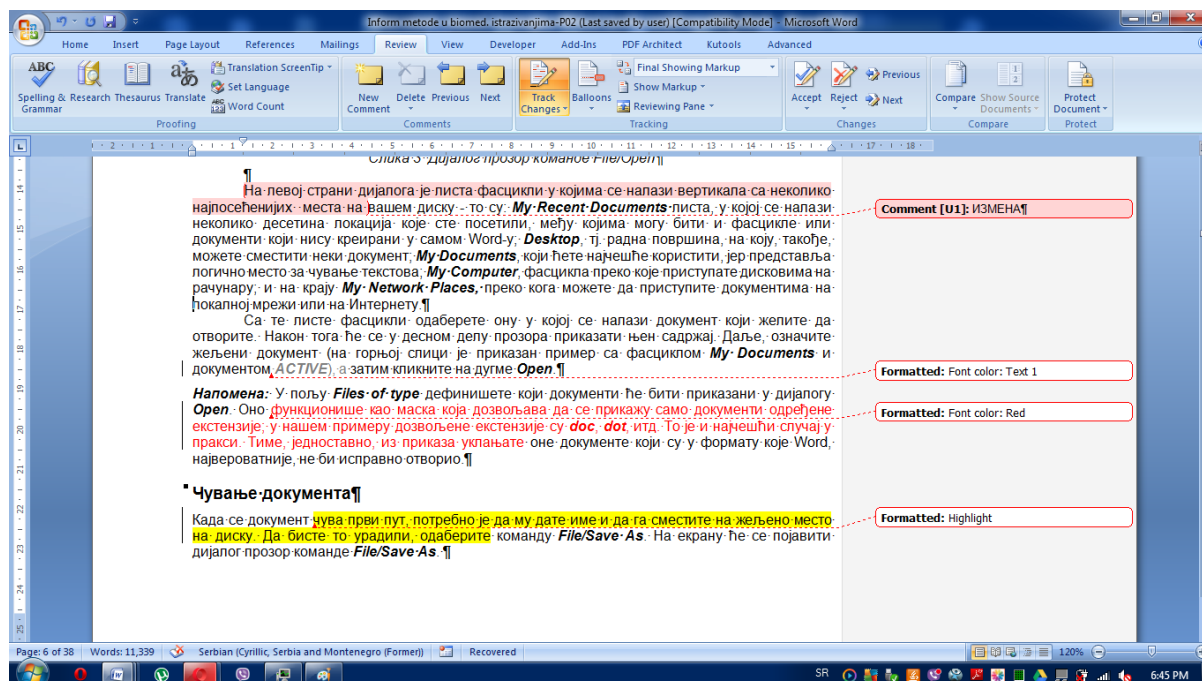 Inform metode u biomed. istrazivanjima-P02 (Last saved by user) [Compatibility Mode] - Microsoft Word
Home Insert Page Layout References Mailings Review View Developer Add-Ins PDF Architect Kutools Advanced
ABC Spelling & Grammar
Research
Thesaurus
Translate
Translation ScreenTip
Set Language
Word Count
Proofing
New Comment
Delete
Previous
Next
Comments
Track Changes
Balloons
Final Showing Markup
Show Markup
Reviewing Pane
Tracking
Accept
Reject
Previous
Next
Changes
Compare
Show Source Documents
Compare
Protect Document
Protect
Слика 3 Дијалог прозор команде File/Open¶
¶
На левој страни дијалога је листа фасцикли у којима се налази вертикала са неколико
најпосећенијих места на вашем диску - то су: My Recent Documents листа, у којој се налази
неколико десетина локација које сте посетили, међу којима могу бити и фасцикле или
документи који нису креирани у самом Word-у; Desktop, тј. радна површина, на коју, такође,
можете сместити неки документ; My Documents, који ћете најчешће користити, јер представља
логично место за чување текстова; My Computer, фасцикла преко које приступате дисковима на
рачунару; и на крају My Network Places, преко кога можете да приступите документима на
локалној мрежи или на Интернету.¶
Са те листе фасцикли одаберете ону у којој се налази документ који желите да
отворите. Након тога ће се у десном делу прозора приказати њен садржај. Даље, означите
жељени документ (на горњој слици је приказан пример са фасциклом My Documents и
документом ACTIVE), а затим кликните на дугме Open.¶
Напомена: У пољу Files of type дефинишете који документи ће бити приказани у дијалогу
Open. Оно функционише као маска која дозвољава да се прикажу само документи одређене
екстензије; у нашем примеру дозвољене екстензије су doc, dot, итд. То је и најчешћи случај у
пракси. Тиме, једноставно, из приказа уклањате оне документе који су у формату које Word,
највероватније, не би исправно отворио.¶
Чување документа¶
Када се документ чува први пут, потребно је да му дате име и да га сместите на жељено место
на диску. Да бисте то урадили, одаберите команду File/Save As. На екрану ће се појавити
дијалог прозор команде File/Save As. ¶
Comment [U1]: ИЗМЕНА¶
Formatted: Font color: Text 1
Formatted: Font color: Red
Formatted: Highlight
Page: 6 of 38 Words: 11,339 Serbian (Cyrillic, Serbia and Montenegro (Former)) Recovered 120%
SR 6:45 PM